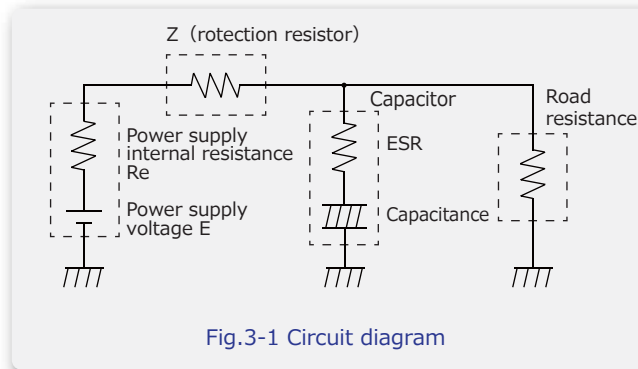 Z（rotection resistor）
Capacitor
Road
resistance
Power supply
internal resistance
Re
ESR
Power supply
voltage E
Capacitance
Fig.3-1 Circuit diagram